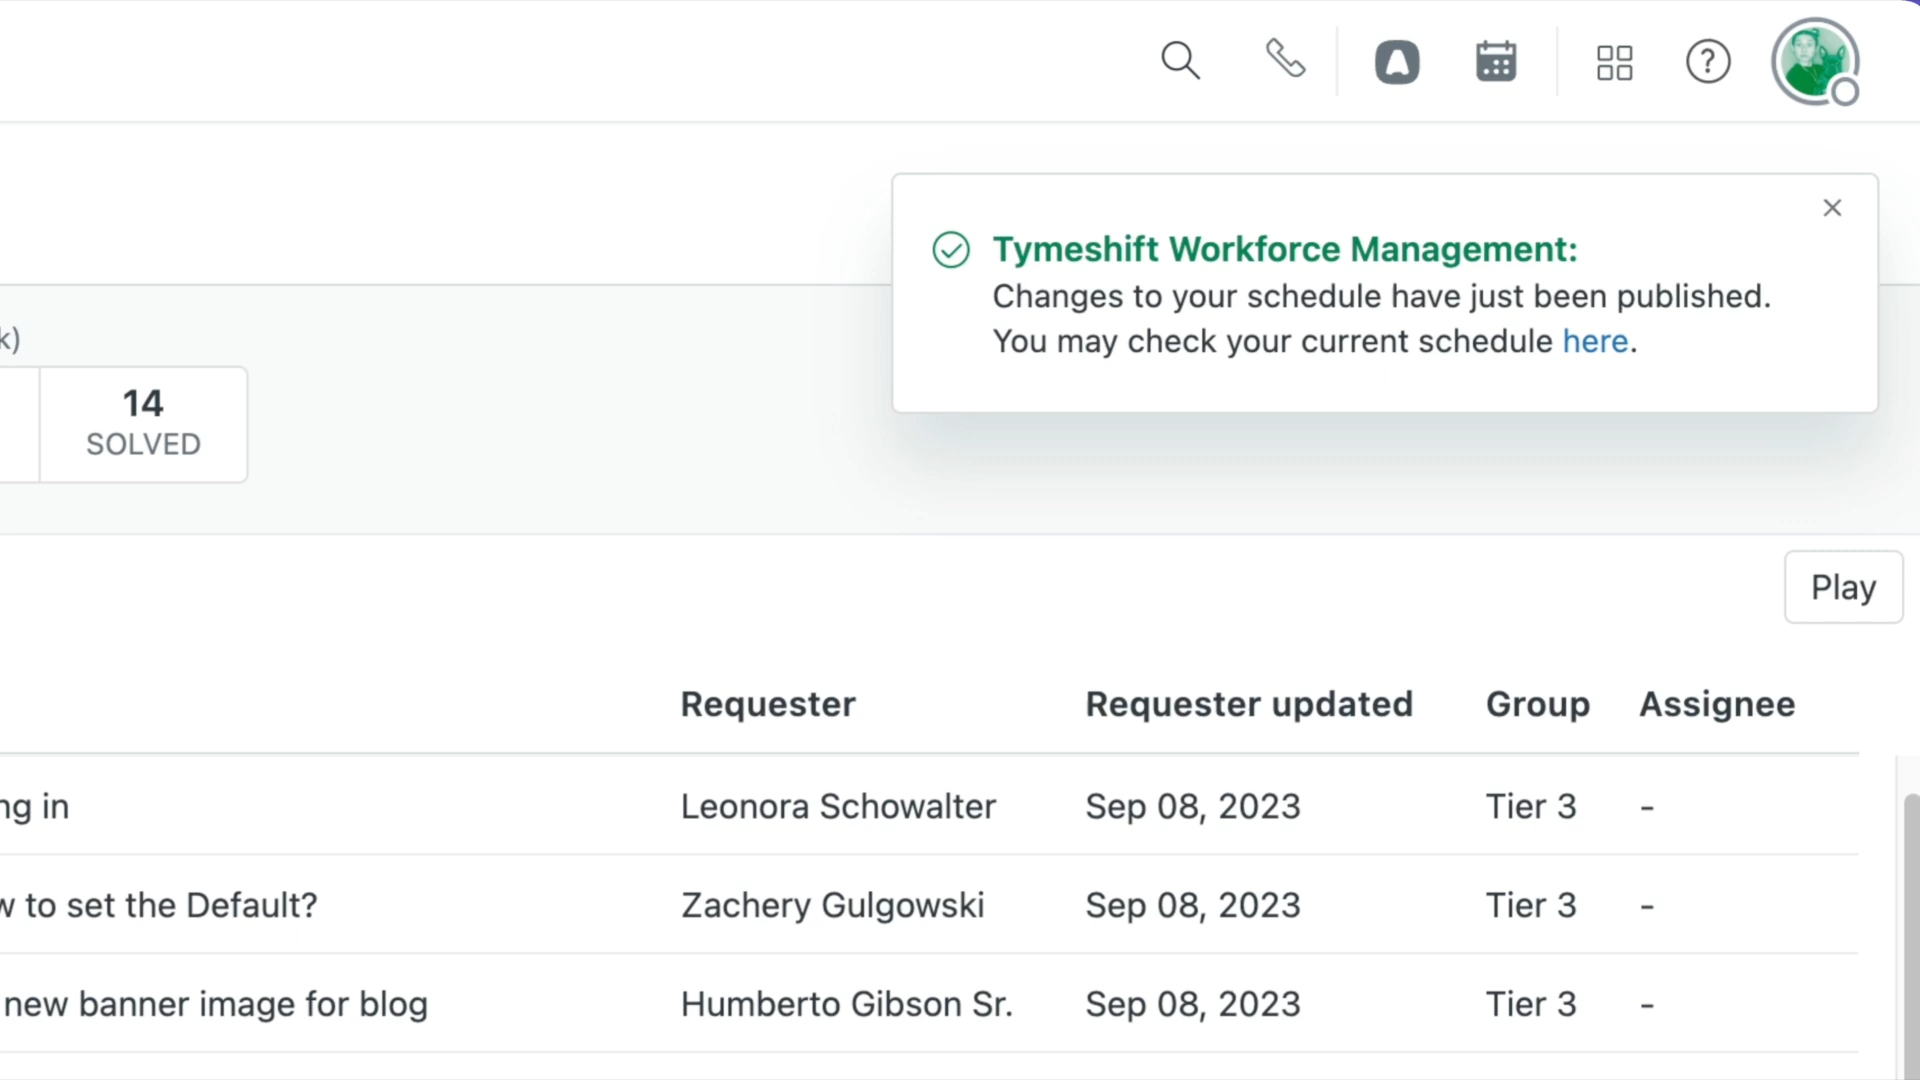 Tymeshift Workforce Management:
Changes to your schedule have just been published.
You may check your current schedule here.
k)
14
SOLVED
Play
Requester Requester updated Group Assignee
ng in Leonora Schowalter Sep 08, 2023 Tier 3 -
w to set the Default? Zachery Gulgowski Sep 08, 2023 Tier 3 -
new banner image for blog Humberto Gibson Sr. Sep 08, 2023 Tier 3 -